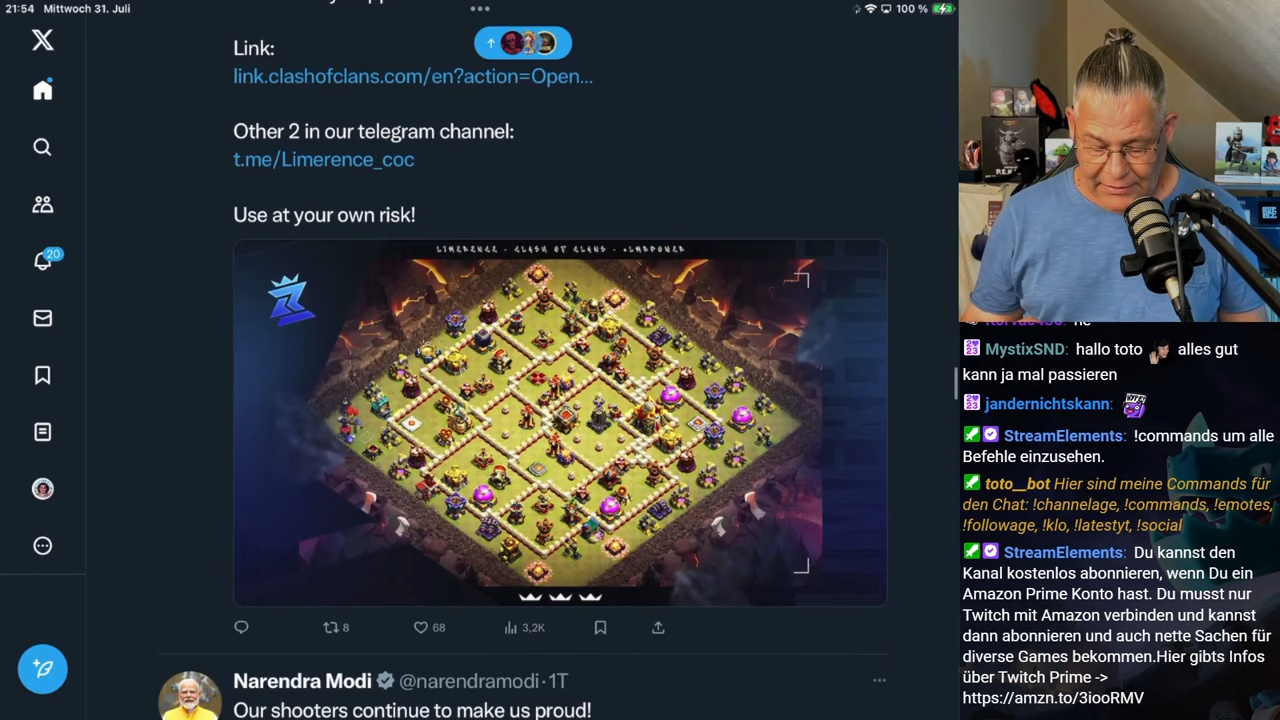 21:54 Mittwoch 31. Juli
100 %
Link:
link.clashofclans.com/en?action=Open...
Other 2 in our telegram channel:
t.me/Limerence_coc
Use at your own risk!
20
LIMERENCE - CLASH OF CLANS -
8
68
3,2K
Narendra Modi @narendramodi · 1T
Our shooters continue to make us proud!
MystixSND: hallo toto alles gut
kann ja mal passieren
jandernichtskann:
StreamElements: !commands um alle
Befehle einzusehen.
toto__bot Hier sind meine Commands für
den Chat: !channelage, !commands, !emotes,
!followage, !klo, !latestyt, !social
StreamElements: Du kannst den
Kanal kostenlos abonnieren, wenn Du ein
Amazon Prime Konto hast. Du musst nur
Twitch mit Amazon verbinden und kannst
dann abonnieren und auch nette Sachen für
diverse Games bekommen.Hier gibts Infos
über Twitch Prime ->
https://amzn.to/3iooRMV